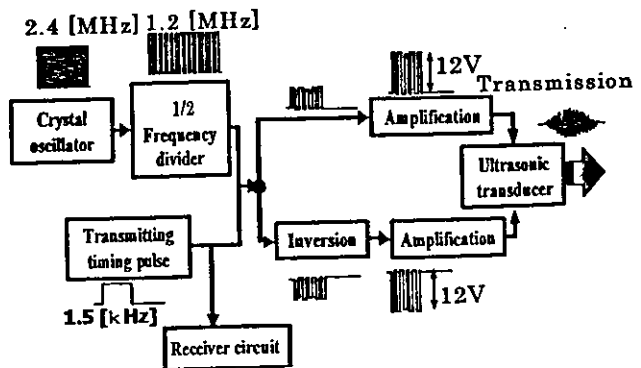 2.4 [MHz] 1.2 [MHz]
12V
Transmission
Crystal
oscillator
1/2
Frequency
divider
Amplification
Ultrasonic
transducer
Transmitting
timing pulse
Inversion
Amplification
1.5 [kHz]
12V
Receiver circuit